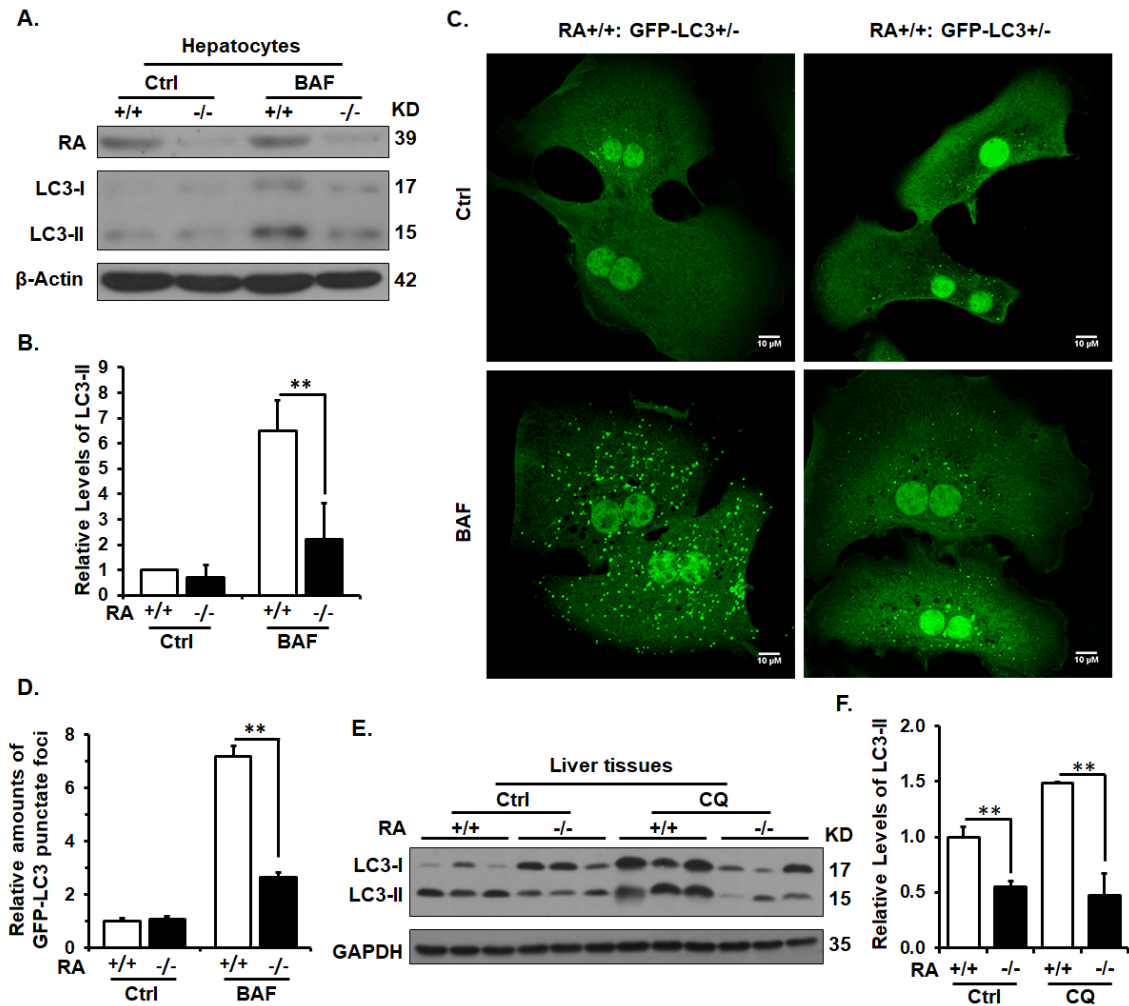 A.
Hepatocytes
Ctrl BAF
+/+ -/- +/+ -/- KD
RA 39
LC3-I 17
LC3-II 15
β-Actin 42
B.
Relative Levels of LC3-II
9
8
7
6
5
4
3
2
1
0
**
RA +/+ -/- +/+ -/-
Ctrl BAF
C.
RA+/+: GFP-LC3+/- RA+/+: GFP-LC3+/-
Ctrl
10 µM 10 µM
BAF
10 µM 10 µM
D.
Relative amounts of
GFP-LC3 punctate foci
8
6
4
2
0
**
RA +/+ -/- +/+ -/-
Ctrl BAF
E.
Liver tissues
Ctrl CQ
RA +/+ -/- +/+ -/- KD
LC3-I 17
LC3-II 15
GAPDH 35
F.
Relative Levels of LC3-II
2.0
1.5
1.0
0.5
0.0
** **
RA +/+ -/- +/+ -/-
Ctrl CQ